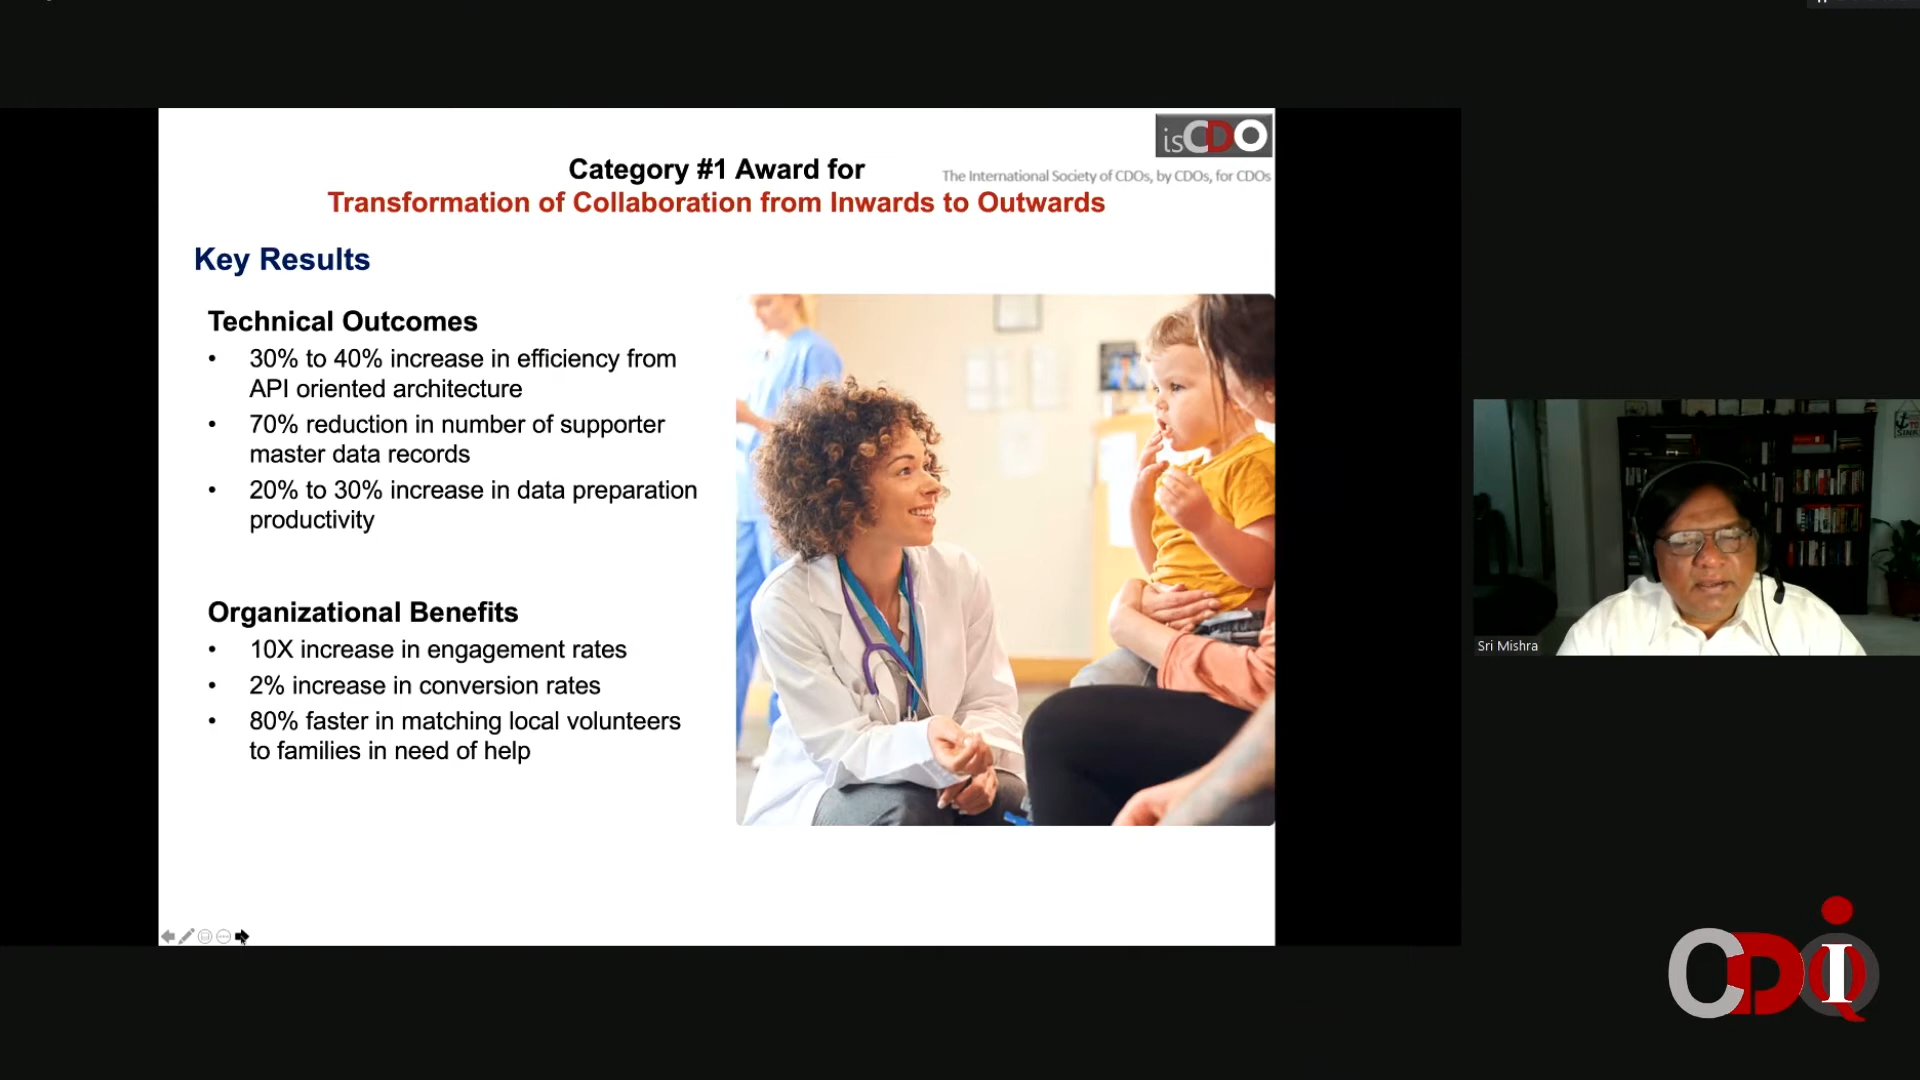 isCDO
Category #1 Award for
The International Society of CDOs, by CDOs, for CDOs
Transformation of Collaboration from Inwards to Outwards
Key Results
Technical Outcomes
• 30% to 40% increase in efficiency from
API oriented architecture
• 70% reduction in number of supporter
master data records
• 20% to 30% increase in data preparation
productivity
Organizational Benefits
• 10X increase in engagement rates
• 2% increase in conversion rates
• 80% faster in matching local volunteers
to families in need of help
Sri Mishra
CDIQ